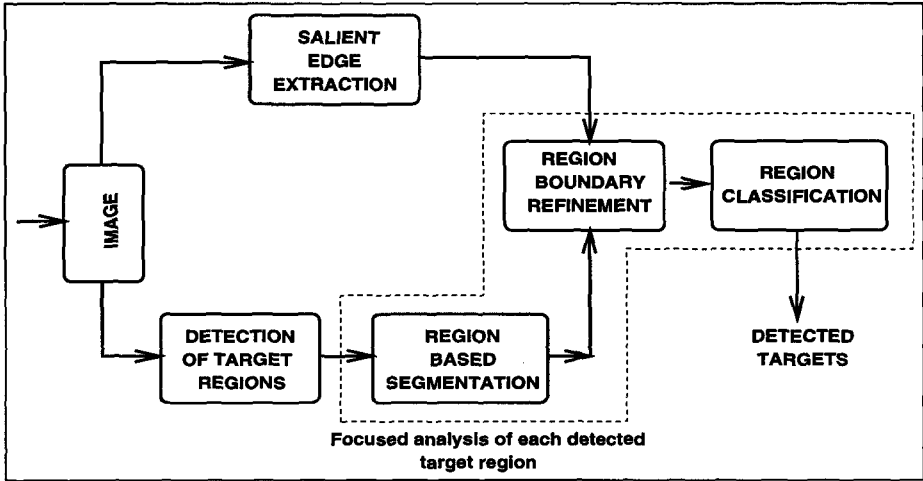 SALIENT
EDGE
EXTRACTION
IMAGE
REGION
BOUNDARY
REFINEMENT
REGION
CLASSIFICATION
DETECTION
OF TARGET
REGIONS
REGION
BASED
SEGMENTATION
DETECTED
TARGETS
Focused analysis of each detected
target region